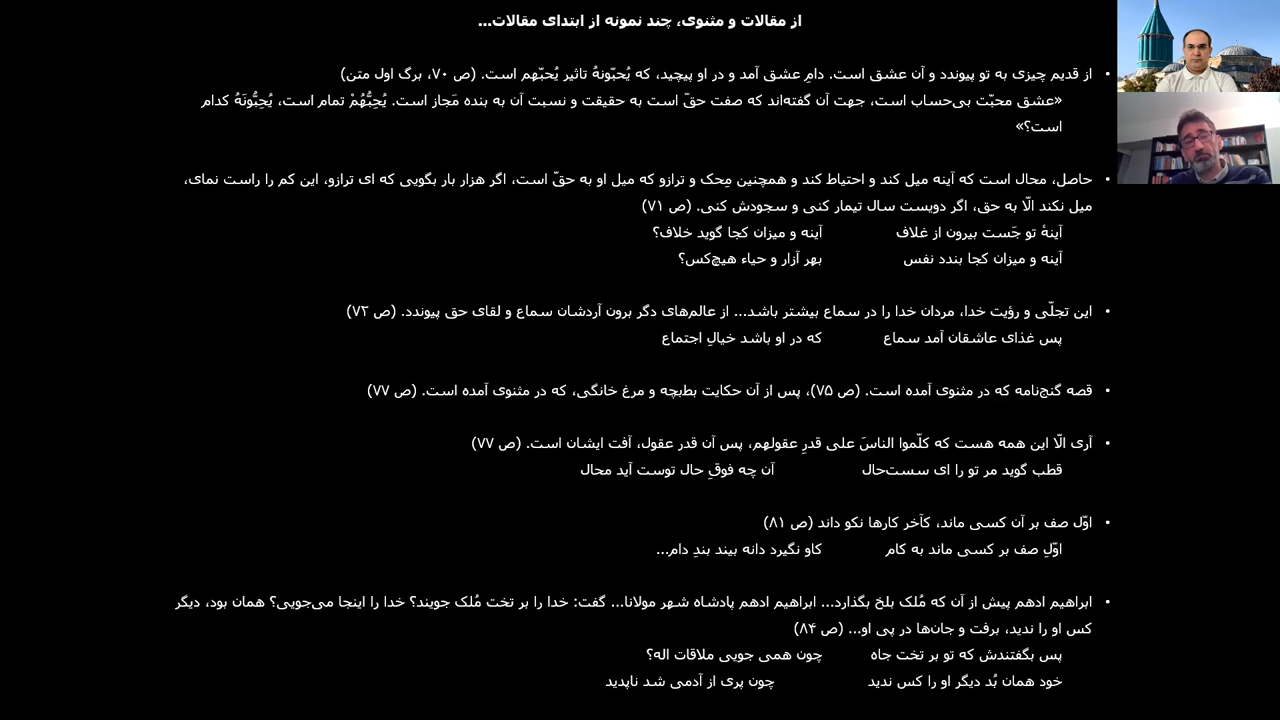 از مقالات و مثنوی، چند نمونه از ابتدای مقالات...
• از قدیم چیزی به تو پیوندد و آن عشق است. دامِ عشق آمد و در او پیچید، که یُحبّونهُ تاثیر یُحبّهم است. (ص ۷۰، برگ اول متن)
«عشق محبّت بی‌حساب است، جهت آن گفته‌اند که صفت حقّ است به حقیقت و نسبت آن به بنده مَجاز است. یُحِبُّهُمْ تمام است، یُحِبُّونَهُ کدام
است؟»
• حاصل، محال است که آینه میل کند و احتیاط کند و همچنین مِحک و ترازو که میل او به حقّ است، اگر هزار بار بگویی که ای ترازو، این کم را راست نمای،
میل نکند الّا به حق، اگر دویست سال تیمار کنی و سجودش کنی. (ص ۷۱)
آینهٔ تو جَست بیرون از غلاف آینه و میزان کجا گوید خلاف؟
آینه و میزان کجا بندد نفس بهر آزار و حیاء هیچ‌کس؟
• این تجلّی و رؤیت خدا، مردان خدا را در سماع بیشتر باشد... از عالم‌های دگر برون آردشان سماع و لقای حق پیوندد. (ص ۷۳)
پس غذای عاشقان آمد سماع که در او باشد خیالِ اجتماع
• قصه گنج‌نامه که در مثنوی آمده است. (ص ۷۵)، پس از آن حکایت بط‌بچه و مرغ خانگی، که در مثنوی آمده است. (ص ۷۷)
• آری الّا این همه هست که کلّموا الناسَ علی قدرِ عقولهم، پس آن قدر عقول، آفت ایشان است. (ص ۷۷)
قطب گوید مر تو را ای سست‌حال آن چه فوقِ حال توست آید محال
• اوّل صف بر آن کسی ماند، کآخر کارها نکو داند (ص ۸۱)
اوّلِ صف بر کسی ماند به کام کاو نگیرد دانه بیند بندِ دام...
• ابراهیم ادهم پیش از آن که مُلک بلخ بگذارد... ابراهیم ادهم پادشاه شهر مولانا... گفت: خدا را بر تخت مُلک جویند؟ خدا را اینجا می‌جویی؟ همان بود، دیگر
کس او را ندید، برفت و جان‌ها در پی او... (ص ۸۴)
پس بگفتندش که تو بر تخت جاه چون همی جویی ملاقات اله؟
خود همان بُد دیگر او را کس ندید چون پری از آدمی شد ناپدید